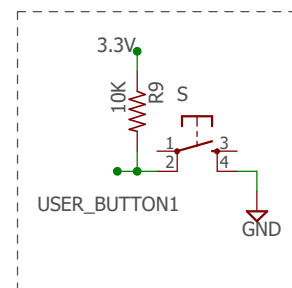 3.3V
10K
R9
S
1
3
2
4
USER_BUTTON1
GND